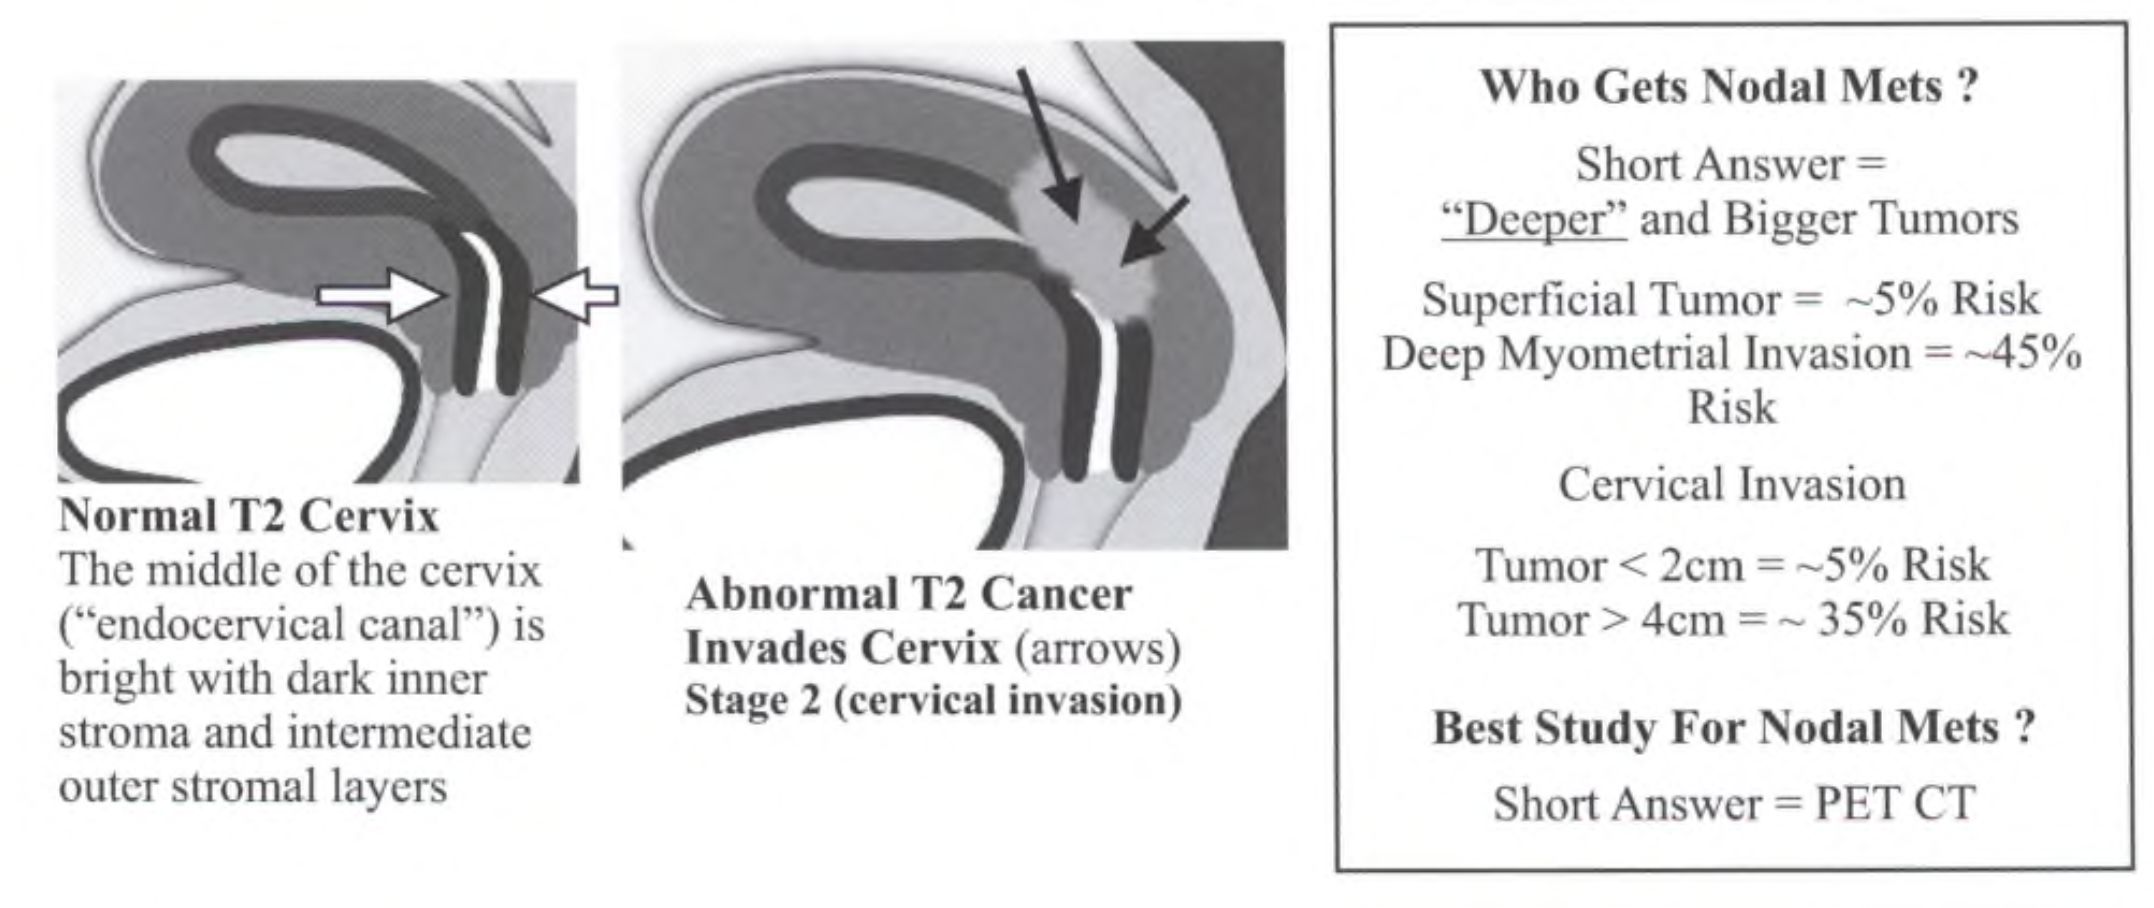 Normal T2 Cervix
The middle of the cervix
(“endocervical canal”) is
bright with dark inner
stroma and intermediate
outer stromal layers
Abnormal T2 Cancer
Invades Cervix (arrows)
Stage 2 (cervical invasion)
Who Gets Nodal Mets ?
Short Answer =
“Deeper” and Bigger Tumors
Superficial Tumor = ~5% Risk
Deep Myometrial Invasion = ~45%
Risk
Cervical Invasion
Tumor < 2cm = ~5% Risk
Tumor > 4cm = ~ 35% Risk
Best Study For Nodal Mets ?
Short Answer = PET CT